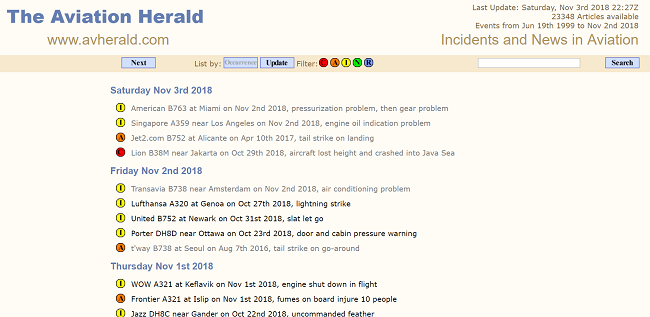 The Aviation Herald
www.avherald.com
Last Update: Saturday, Nov 3rd 2018 22:27Z
23348 Articles available
Events from Jun 19th 1999 to Nov 2nd 2018
Incidents and News in Aviation
Next List by: Occurrence Update Filter: C A I N R Search
Saturday Nov 3rd 2018
I American B763 at Miami on Nov 2nd 2018, pressurization problem, then gear problem
I Singapore A359 near Los Angeles on Nov 2nd 2018, engine oil indication problem
A Jet2.com B752 at Alicante on Apr 10th 2017, tail strike on landing
C Lion B38M near Jakarta on Oct 29th 2018, aircraft lost height and crashed into Java Sea
Friday Nov 2nd 2018
I Transavia B738 near Amsterdam on Nov 2nd 2018, air conditioning problem
I Lufthansa A320 at Genoa on Oct 27th 2018, lightning strike
I United B752 at Newark on Oct 31st 2018, slat let go
I Porter DH8D near Ottawa on Oct 23rd 2018, door and cabin pressure warning
A t'way B738 at Seoul on Aug 7th 2016, tail strike on go-around
Thursday Nov 1st 2018
I WOW A321 at Keflavik on Nov 1st 2018, engine shut down in flight
A Frontier A321 at Islip on Nov 1st 2018, fumes on board injure 10 people
I Jazz DH8C near Gander on Oct 22nd 2018, uncommanded feather